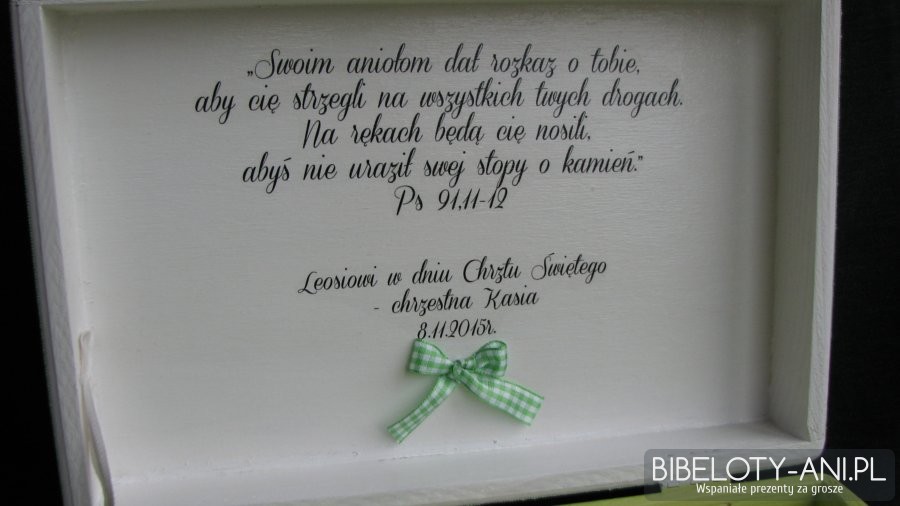 „Swoim aniołom dał rozkaz o tobie,
aby cię strzegli na wszystkich twych drogach.
Na rękach będą cię nosili,
abyś nie uraził swej stopy o kamień."
Ps 91,11-12
Leosiowi w dniu Chrztu Świętego
- chrzestna Kasia
8.11.2015r.
BIBELOTY-ANI.PL
Wspaniałe prezenty za grosze